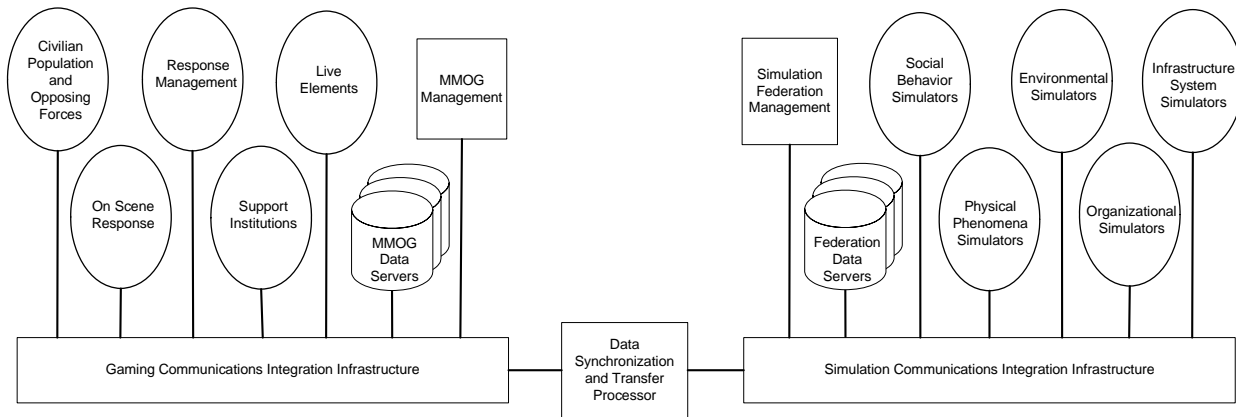 Civilian
Population
and
Opposing
Forces
Response
Management
Live
Elements
MMOG
Management
On Scene
Response
Support
Institutions
MMOG
Data
Servers
Gaming Communications Integration Infrastructure
Data
Synchronization
and Transfer
Processor
Simulation
Federation
Management
Social
Behavior
Simulators
Environmental
Simulators
Infrastructure
System
Simulators
Federation
Data
Servers
Physical
Phenomena
Simulators
Organizational
Simulators
Simulation Communications Integration Infrastructure